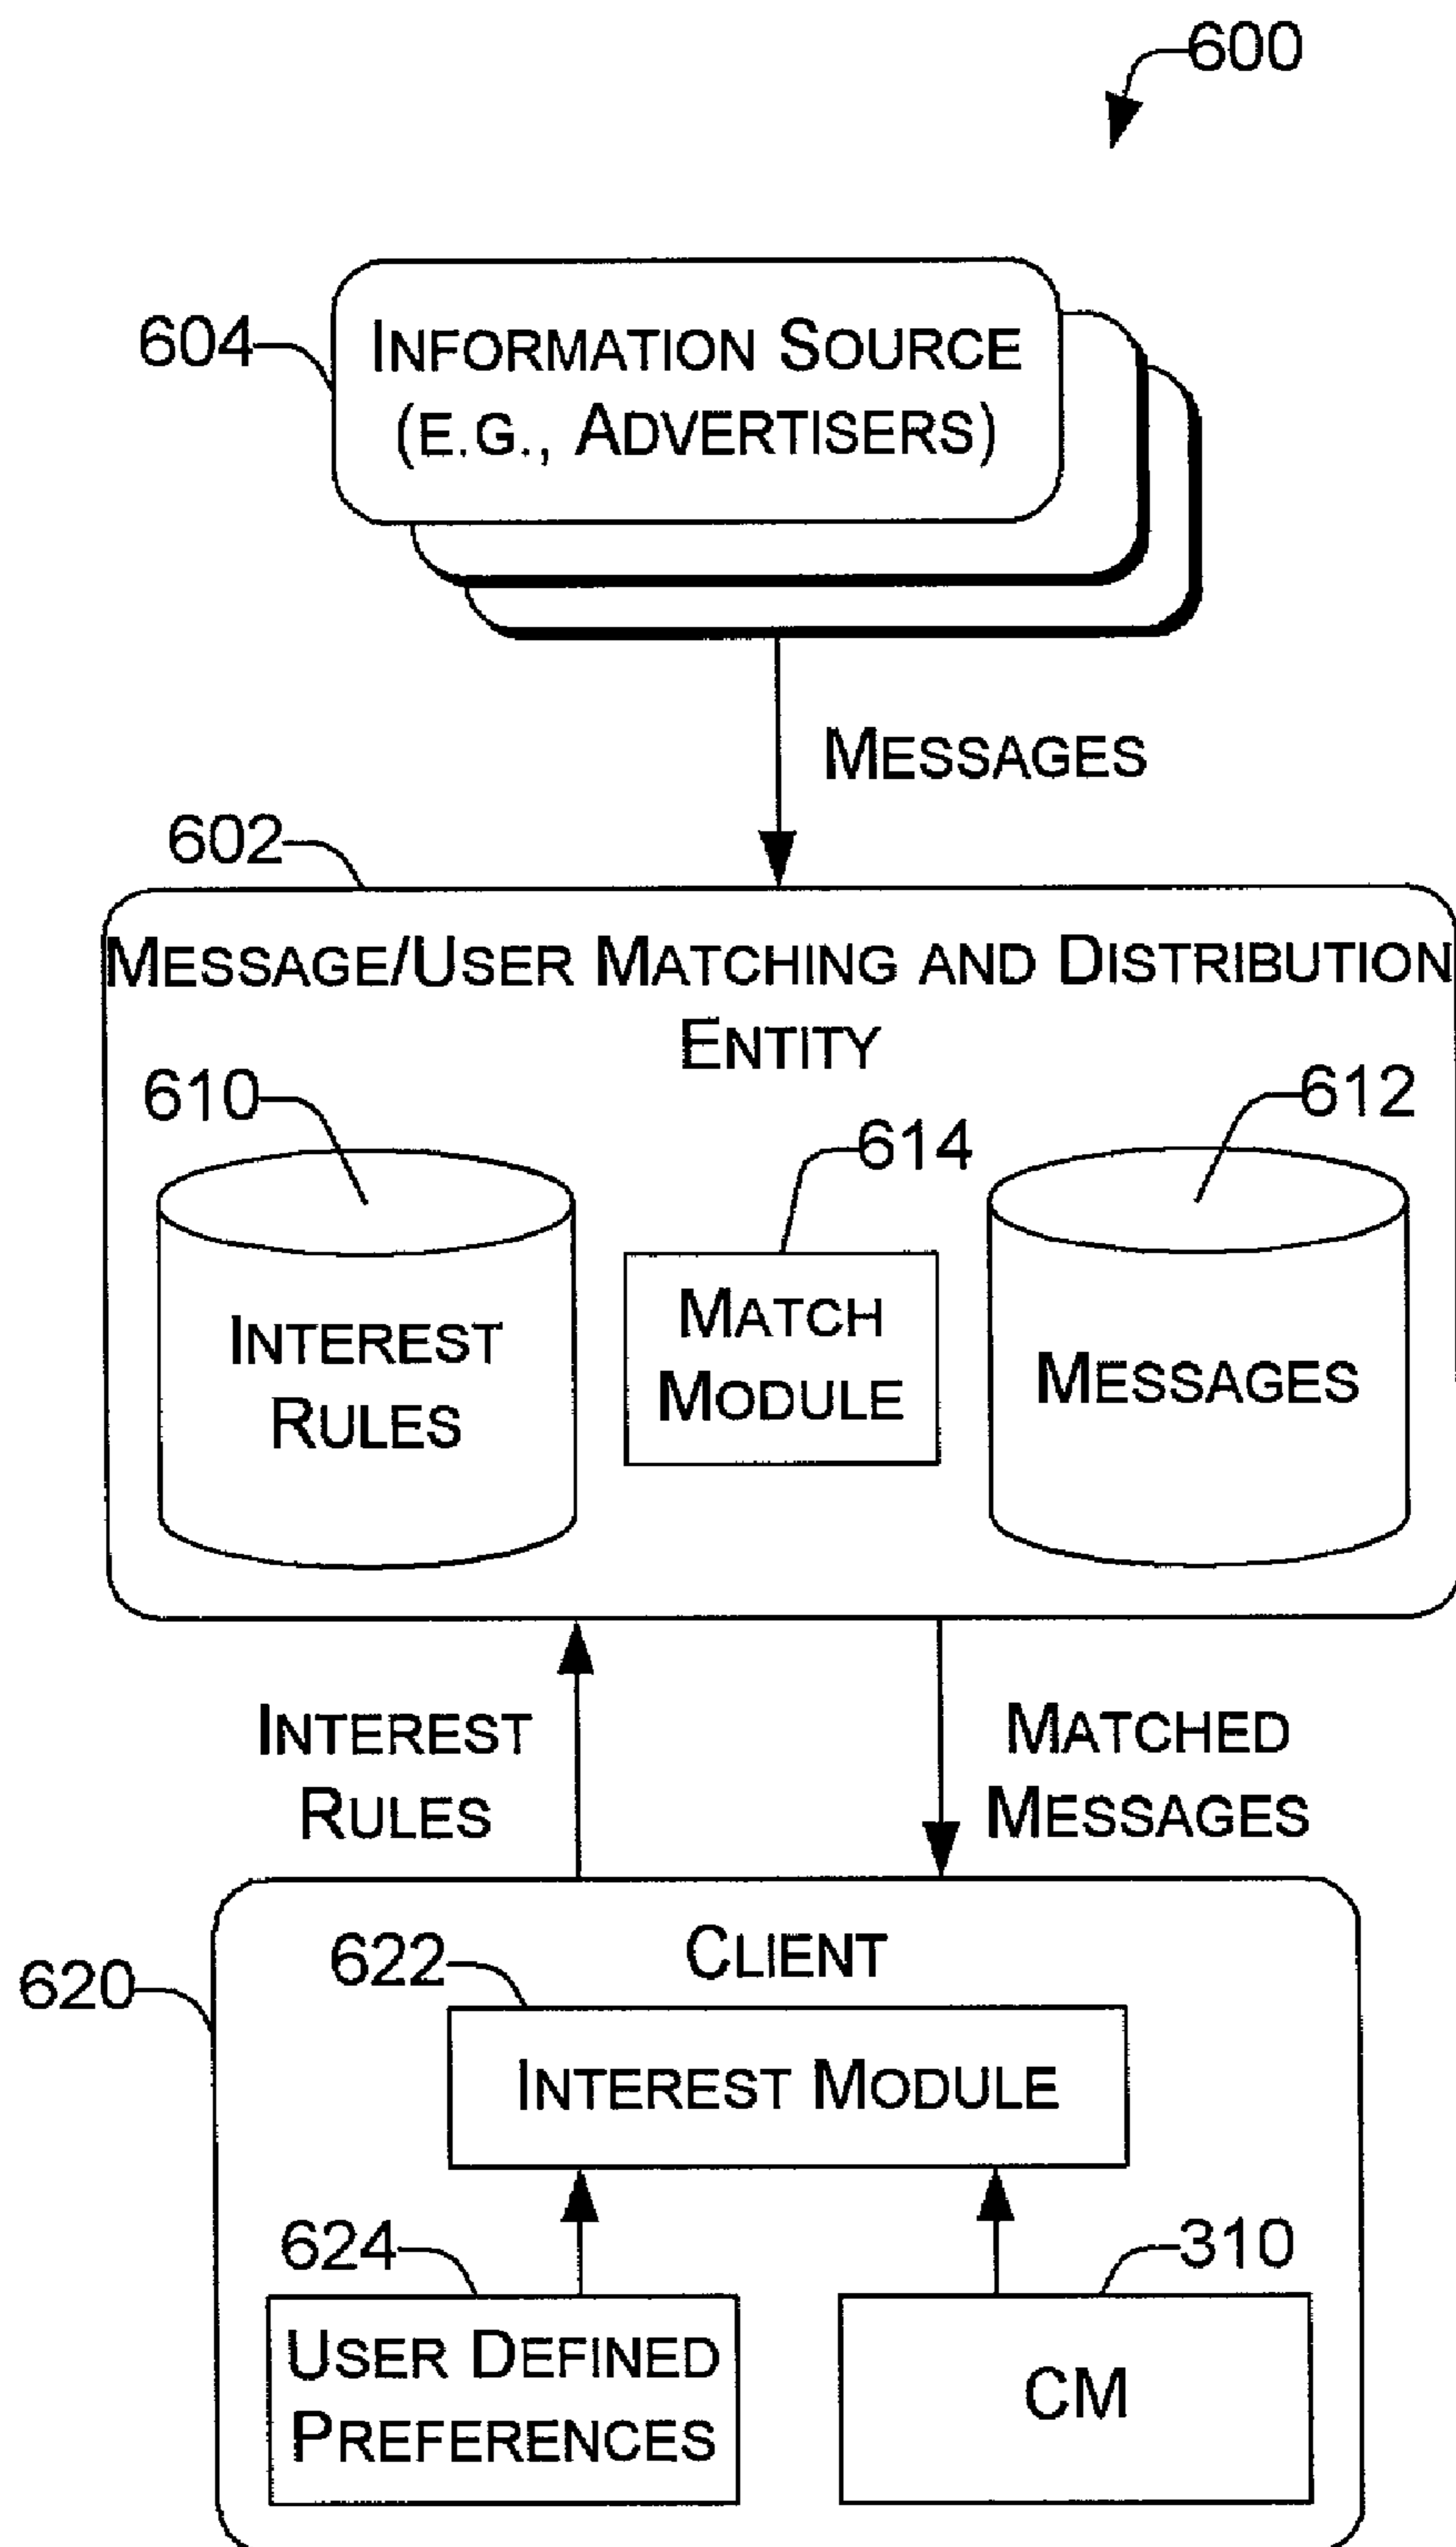 600
604
INFORMATION SOURCE
(E.G., ADVERTISERS)
MESSAGES
602
MESSAGE/USER MATCHING AND DISTRIBUTION
ENTITY
610
614
612
INTEREST
RULES
MATCH
MODULE
MESSAGES
INTEREST
RULES
MATCHED
MESSAGES
620
CLIENT
622
INTEREST MODULE
624
310
USER DEFINED
PREFERENCES
CM